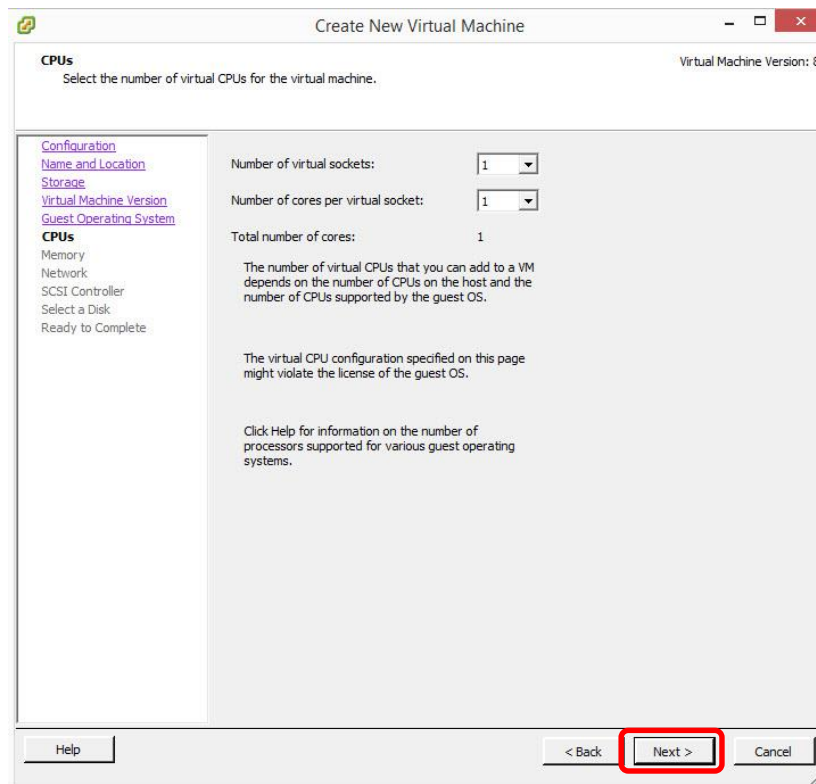 Create New Virtual Machine
CPUs
Select the number of virtual CPUs for the virtual machine.
Virtual Machine Version: 8
Configuration
Name and Location
Storage
Virtual Machine Version
Guest Operating System
CPUs
Memory
Network
SCSI Controller
Select a Disk
Ready to Complete
Number of virtual sockets: 1
Number of cores per virtual socket: 1
Total number of cores: 1
The number of virtual CPUs that you can add to a VM
depends on the number of CPUs on the host and the
number of CPUs supported by the guest OS.
The virtual CPU configuration specified on this page
might violate the license of the guest OS.
Click Help for information on the number of
processors supported for various guest operating
systems.
Help
< Back
Next >
Cancel